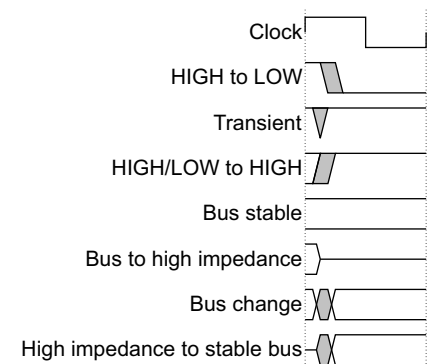 Clock
HIGH to LOW
Transient
HIGH/LOW to HIGH
Bus stable
Bus to high impedance
Bus change
High impedance to stable bus